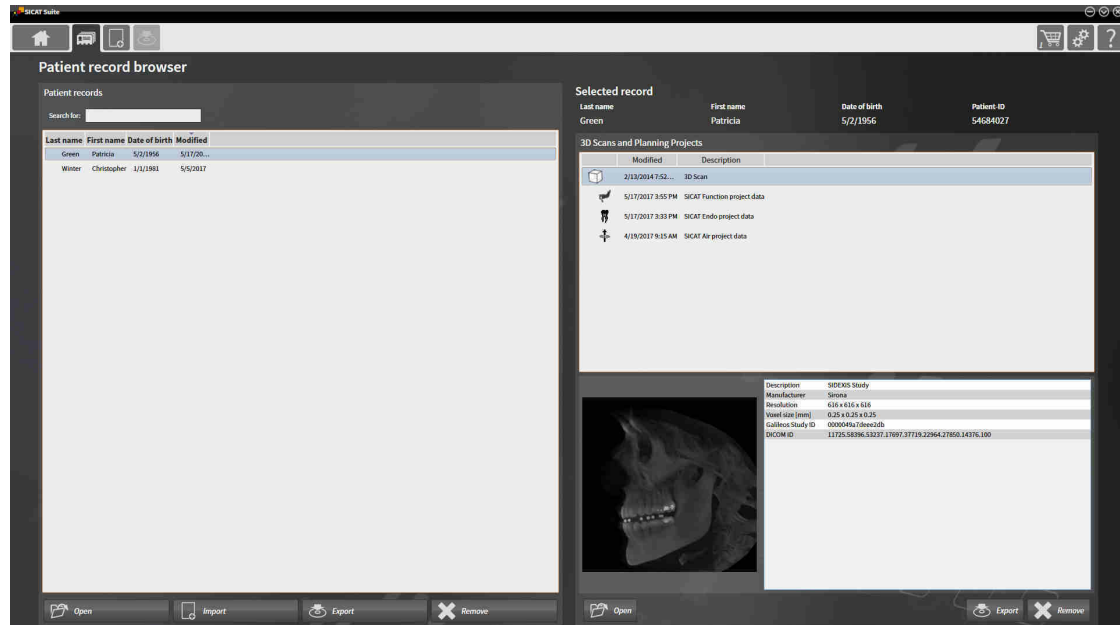 SICAT Suite
Patient record browser
Patient records
Search for:
Last name First name Date of birth Modified
Green Patricia 5/2/1956 5/17/20...
Winter Christopher 1/1/1981 5/5/2017
Open Import Export Remove
Selected record
Last name First name Date of birth Patient-ID
Green Patricia 5/2/1956 54684027
3D Scans and Planning Projects
Modified Description
2/13/2014 7:52... 3D Scan
5/17/2017 3:55 PM SICAT Function project data
5/17/2017 3:33 PM SICAT Endo project data
4/19/2017 9:15 AM SICAT Air project data
Description SIDEXIS Study
Manufacturer Sirona
Resolution 616 x 616 x 616
Voxel size [mm] 0.25 x 0.25 x 0.25
Galileos Study ID 0000049a7deee2db
DICOM ID 11725.58396.53237.17697.37719.22964.27850.14376.100
Open Export Remove